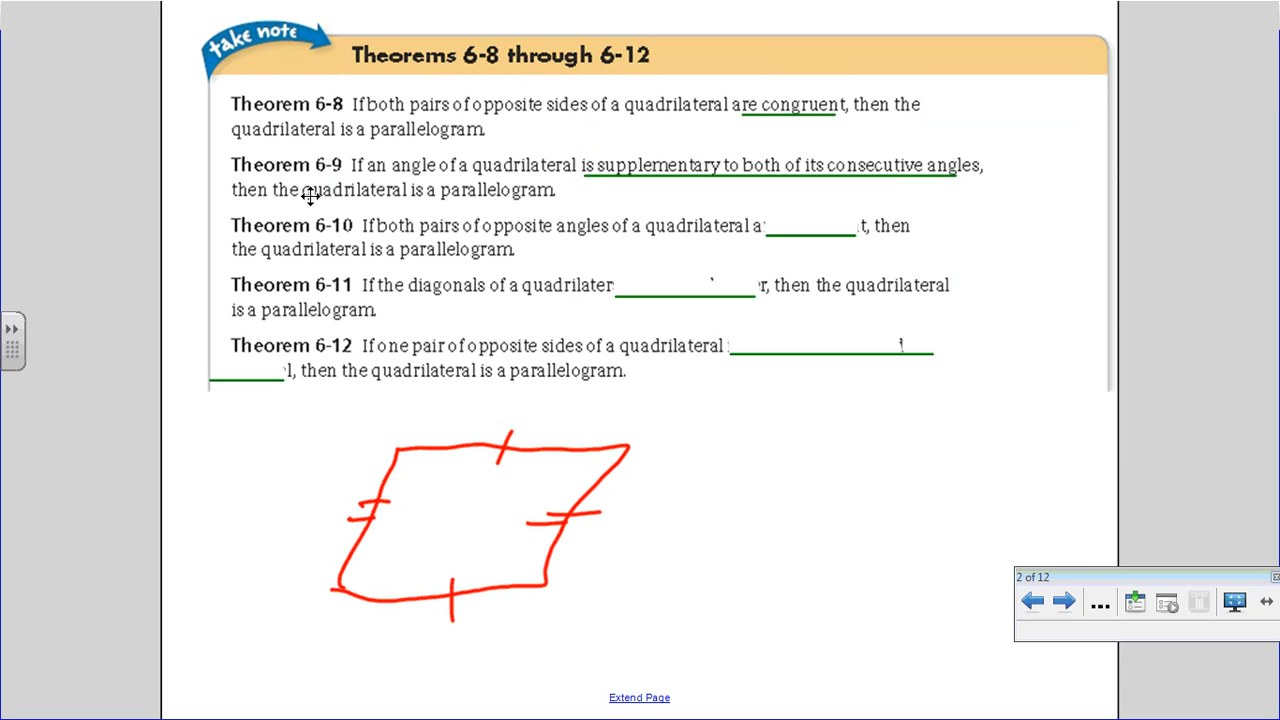 take note
Theorems 6-8 through 6-12
Theorem 6-8 If both pairs of opposite sides of a quadrilateral are congruent, then the
quadrilateral is a parallelogram.
Theorem 6-9 If an angle of a quadrilateral is supplementary to both of its consecutive angles,
then the quadrilateral is a parallelogram.
Theorem 6-10 If both pairs of opposite angles of a quadrilateral t, then
the quadrilateral is a parallelogram.
Theorem 6-11 If the diagonals of a quadrilater r, then the quadrilateral
is a parallelogram.
Theorem 6-12 If one pair of opposite sides of a quadrilateral
l, then the quadrilateral is a parallelogram.
2 of 12
Extend Page